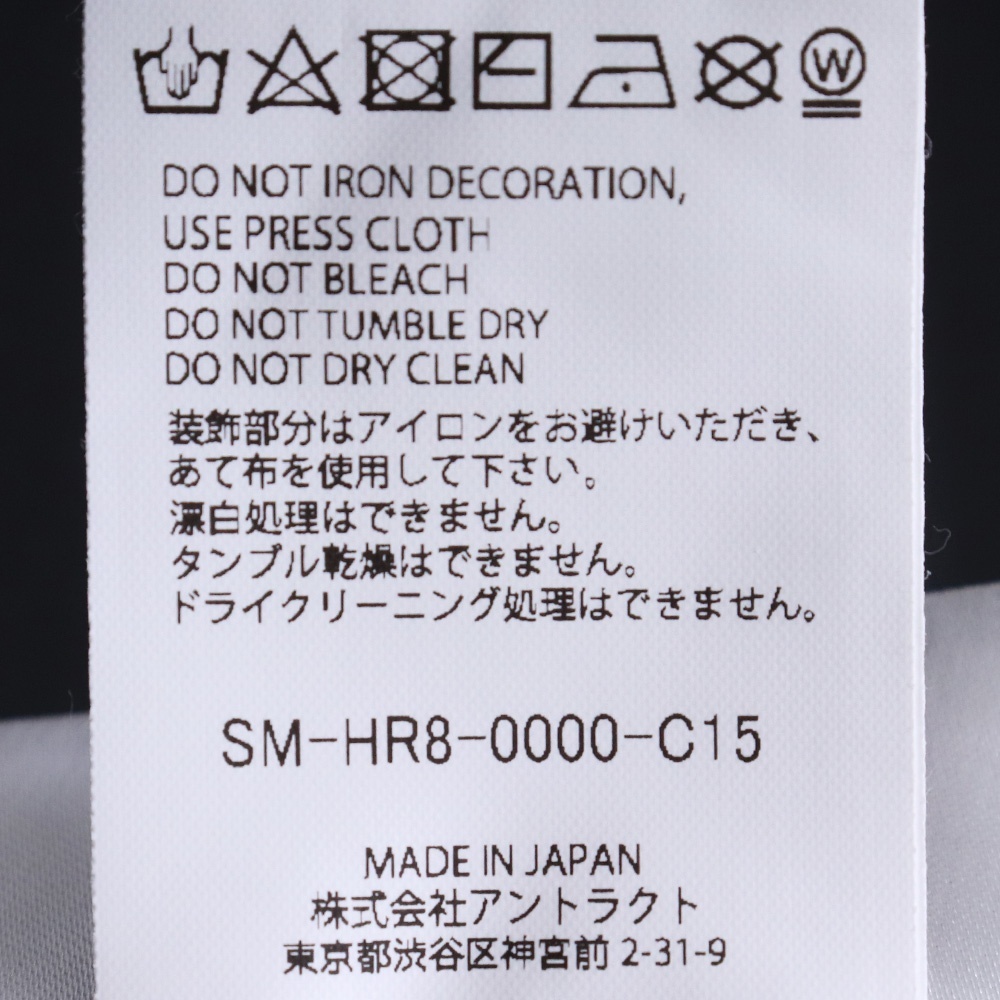 W
DO NOT IRON DECORATION,
USE PRESS CLOTH
DO NOT BLEACH
DO NOT TUMBLE DRY
DO NOT DRY CLEAN
装飾部分はアイロンをお避けいただき、
あて布を使用して下さい。
漂白処理はできません。
タンブル乾燥はできません。
ドライクリーニング処理はできません。
SM-HR8-0000-C15
MADE IN JAPAN
株式会社アントラクト
東京都渋谷区神宮前 2-31-9